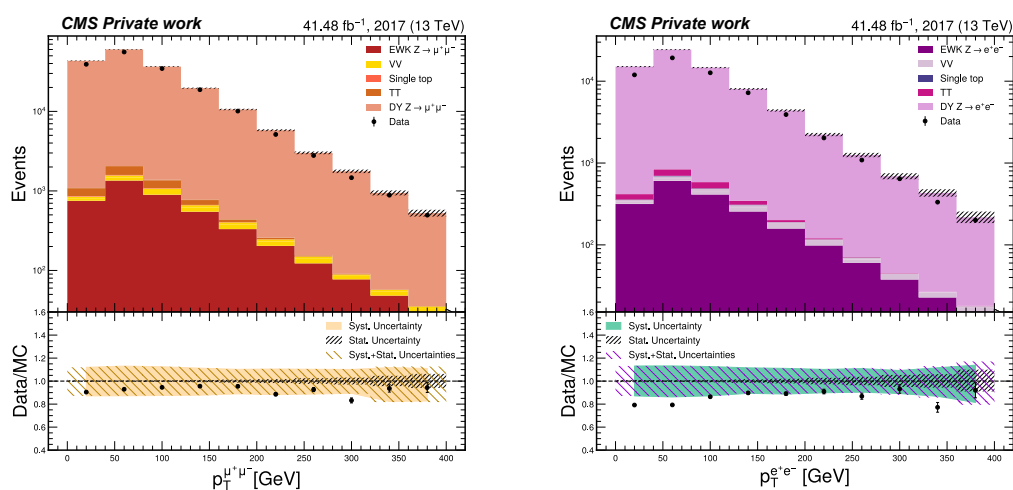 CMS Private work 41.48 fb⁻¹, 2017 (13 TeV)
Events
10⁴
10³
10²
EWK Z → μ⁺μ⁻
VV
Single top
TT
DY Z → μ⁺μ⁻
Data
Data/MC
1.6
1.4
1.2
1.0
0.8
0.6
0.4
Syst. Uncertainty
Stat. Uncertainty
Syst.+Stat. Uncertainties
0 50 100 150 200 250 300 350 400
p_T^{μ⁺μ⁻} [GeV]
CMS Private work 41.48 fb⁻¹, 2017 (13 TeV)
Events
10⁴
10³
10²
EWK Z → e⁺e⁻
VV
Single top
TT
DY Z → e⁺e⁻
Data
Data/MC
1.6
1.4
1.2
1.0
0.8
0.6
0.4
Syst. Uncertainty
Stat. Uncertainty
Syst.+Stat. Uncertainties
0 50 100 150 200 250 300 350 400
p_T^{e⁺e⁻} [GeV]